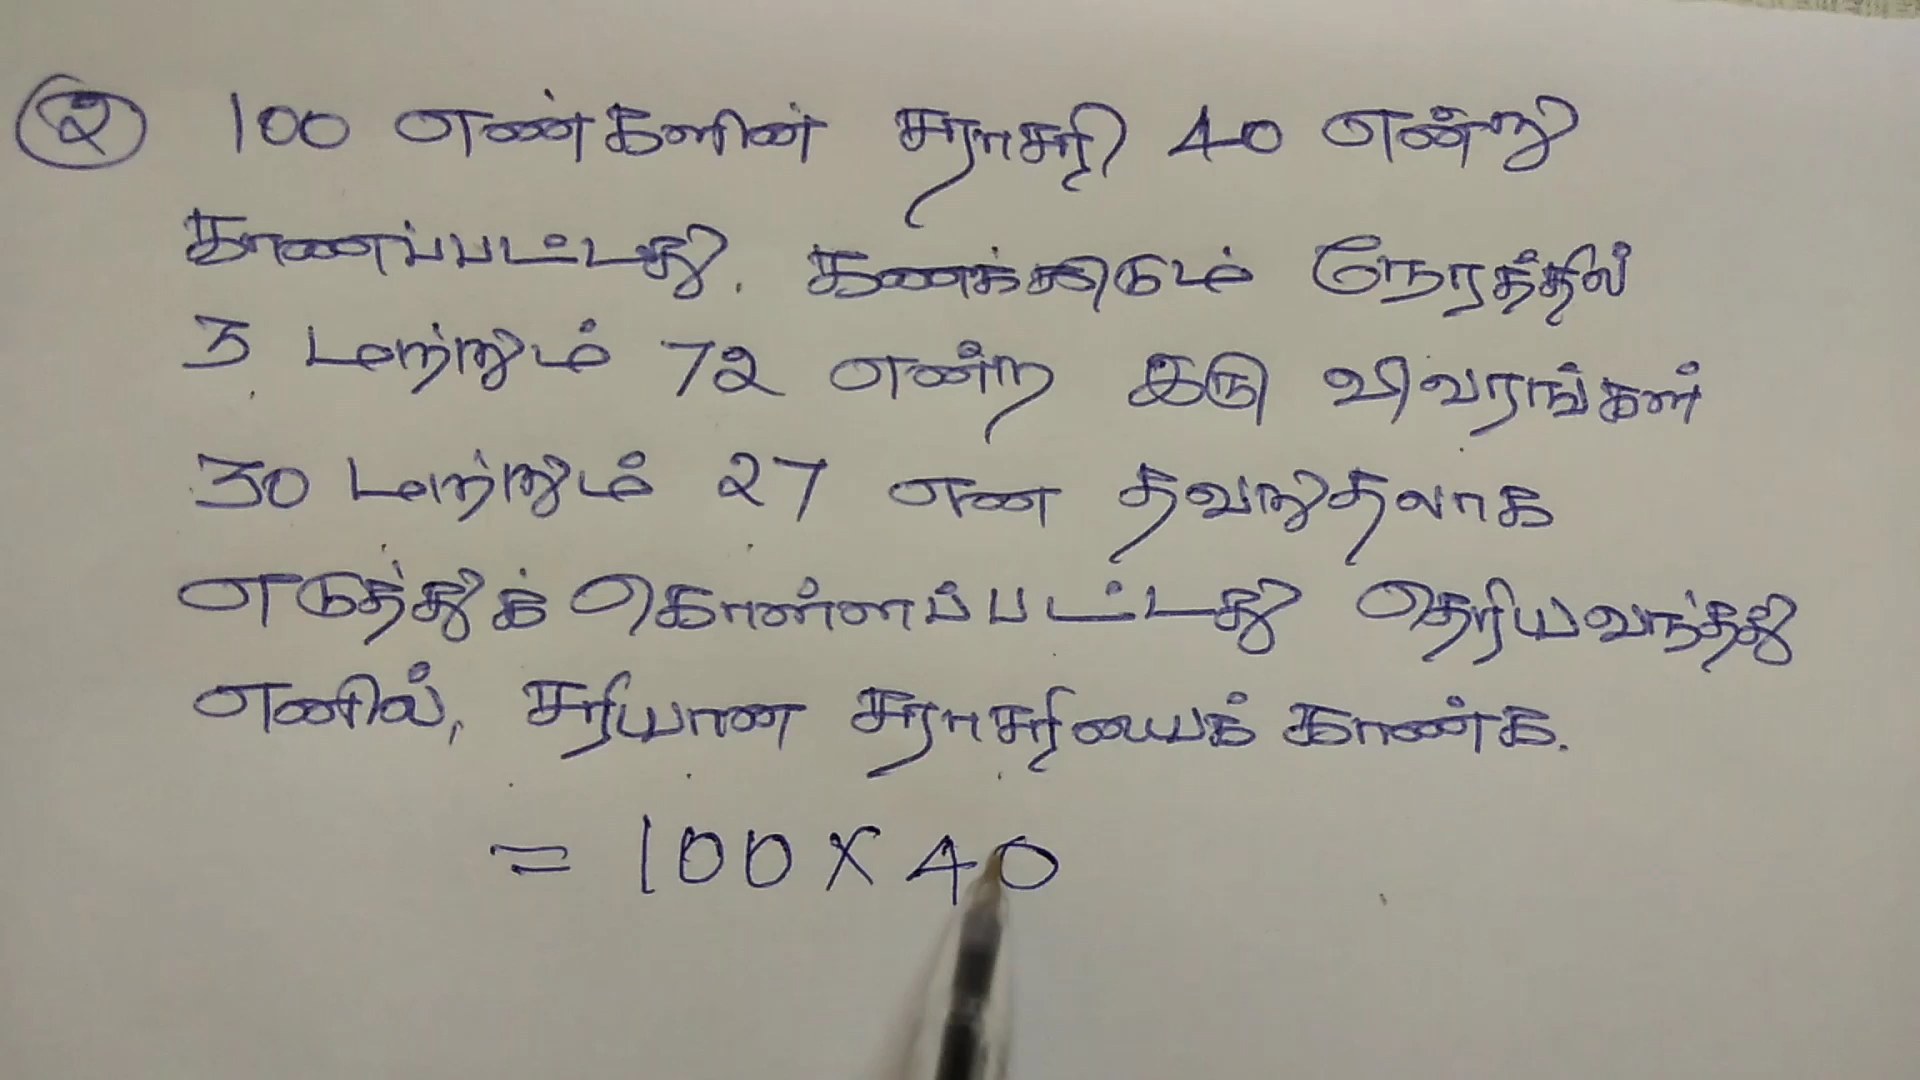 ② 100 எண்களின் சராசரி 40 என்று
காணப்பட்டது. கணக்கிடும் நேரத்தில்
3 மற்றும் 72 என்ற இரு விவரங்கள்
30 மற்றும் 27 என தவறுதலாக
எடுத்துக் கொள்ளப்பட்டது தெரியவந்தது
எனில், சரியான சராசரியைக் காண்க.
= 100 × 40